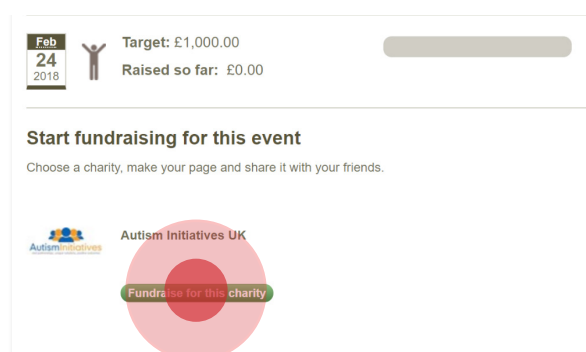 Feb
24
2018
Target: £1,000.00
Raised so far: £0.00
Start fundraising for this event
Choose a charity, make your page and share it with your friends.
Autism Initiatives UK
AutismInitiatives
Fundraise for this charity